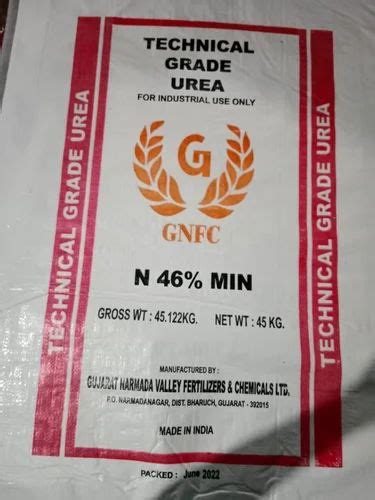 TECHNICAL
GRADE
UREA
FOR INDUSTRIAL USE ONLY
TECHNICAL GRADE UREA
TECHNICAL GRADE UREA
G
GNFC
N 46% MIN
GROSS WT : 45.122KG. NET WT : 45 KG.
MANUFACTURED BY :
GUJARAT NARMADA VALLEY FERTILIZERS & CHEMICALS LTD.
P.O. NARMADANAGAR, DIST. BHARUCH, GUJARAT - 392015
MADE IN INDIA
PACKED : June 2022